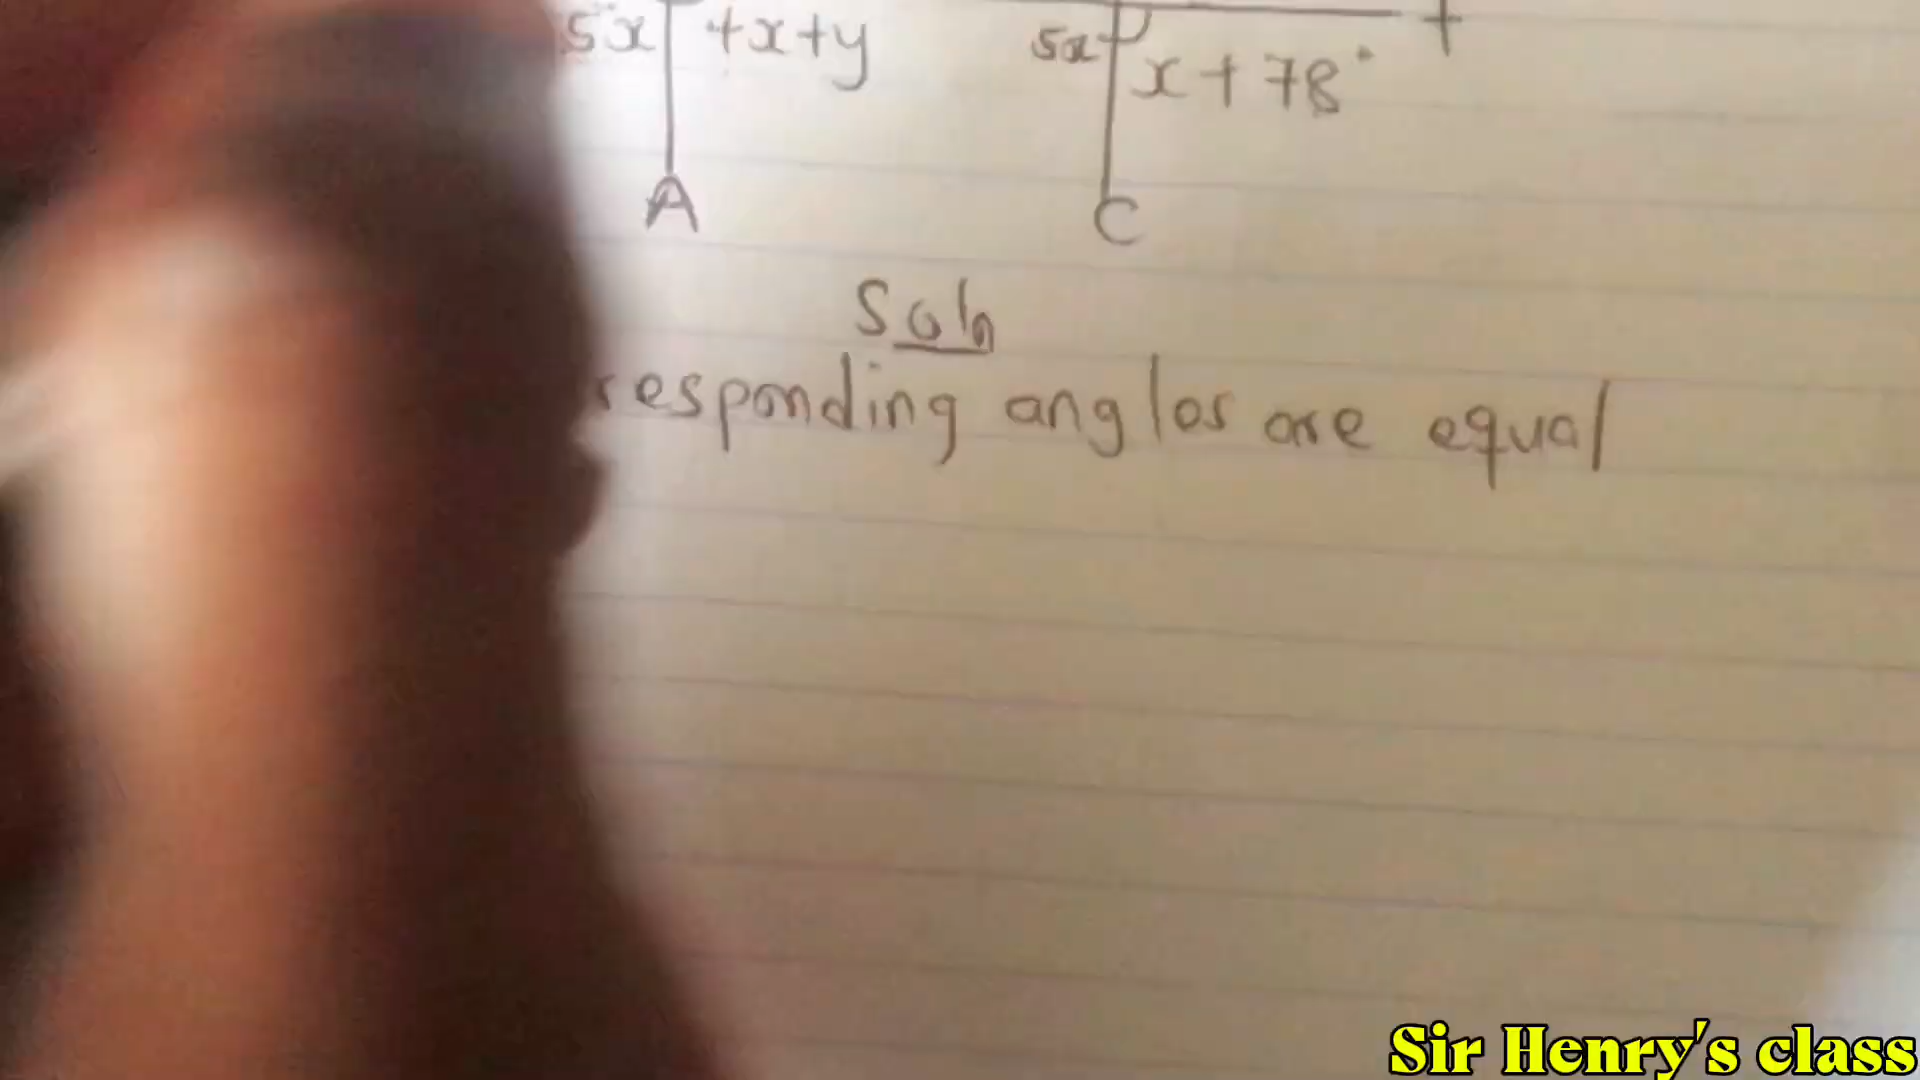 5x +x+y 5x x+78° +
A C
Soln
responding angles are equal
Sir Henry's class